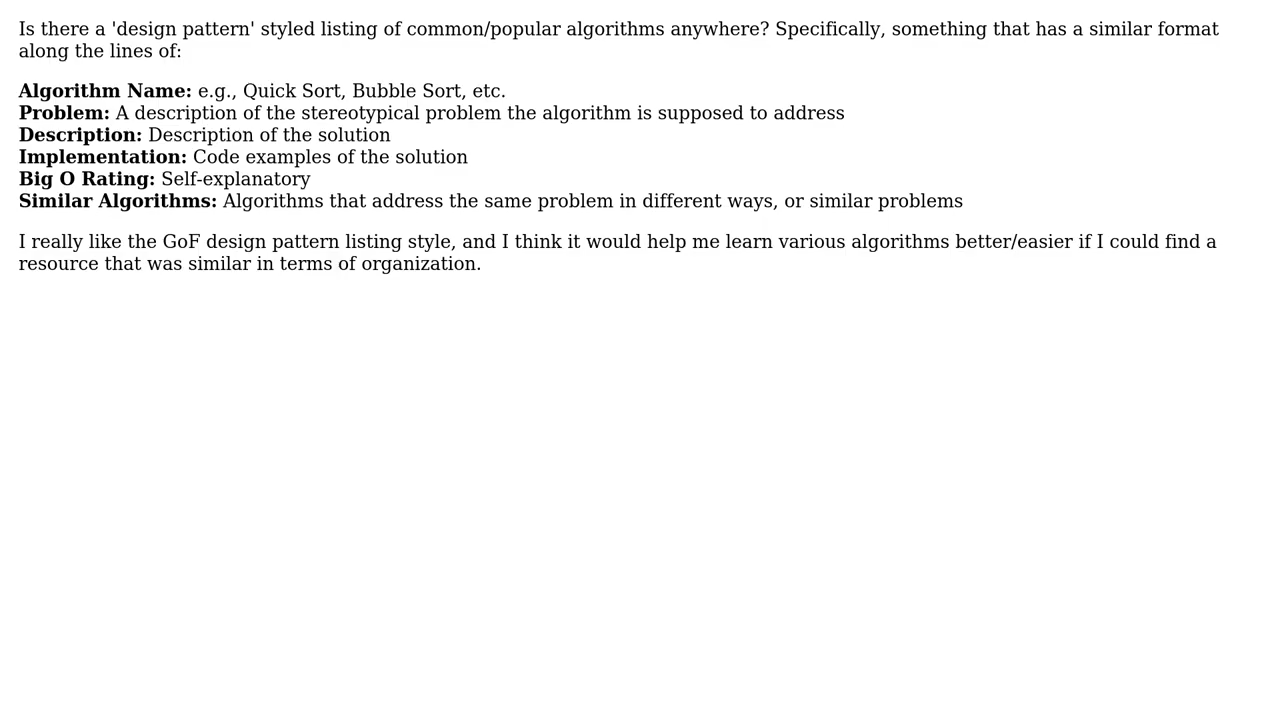 Is there a 'design pattern' styled listing of common/popular algorithms anywhere? Specifically, something that has a similar format
along the lines of:
Algorithm Name: e.g., Quick Sort, Bubble Sort, etc.
Problem: A description of the stereotypical problem the algorithm is supposed to address
Description: Description of the solution
Implementation: Code examples of the solution
Big O Rating: Self-explanatory
Similar Algorithms: Algorithms that address the same problem in different ways, or similar problems
I really like the GoF design pattern listing style, and I think it would help me learn various algorithms better/easier if I could find a
resource that was similar in terms of organization.